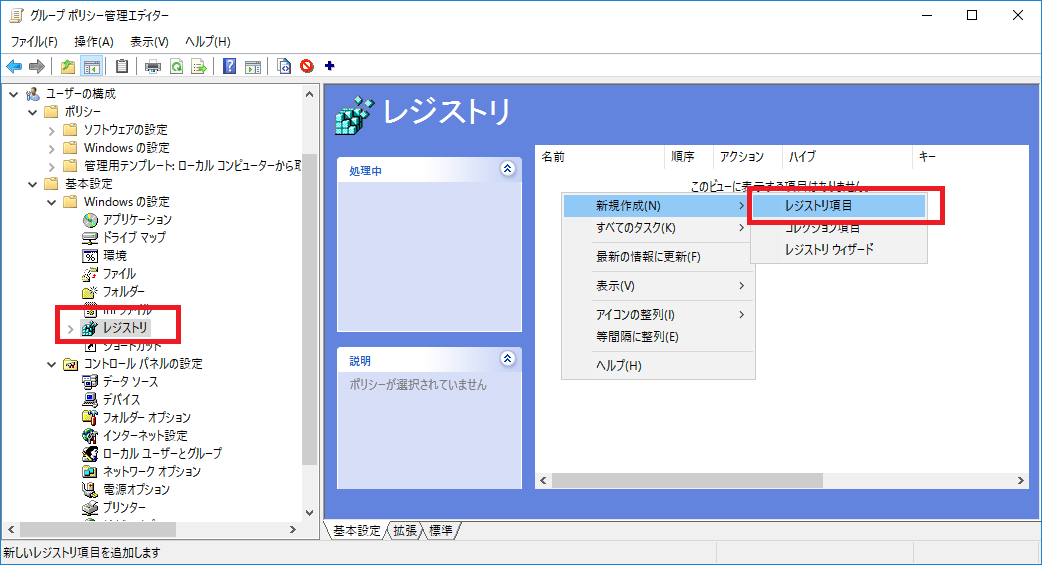 グループ ポリシー管理エディター
ファイル(F) 操作(A) 表示(V) ヘルプ(H)
ユーザーの構成
ポリシー
ソフトウェアの設定
Windows の設定
管理用テンプレート: ローカル コンピューターから取
基本設定
Windows の設定
アプリケーション
ドライブ マップ
環境
ファイル
フォルダー
Ini ファイル
レジストリ
ショートカット
コントロール パネルの設定
データ ソース
デバイス
フォルダー オプション
インターネット設定
ローカル ユーザーとグループ
ネットワーク オプション
電源オプション
プリンター
レジストリ
処理中
説明
ポリシーが選択されていません
名前 順序 アクション ハイブ キー
このビューに表示する項目はありません。
新規作成(N)
すべてのタスク(K)
最新の情報に更新(F)
表示(V)
アイコンの整列(I)
等間隔に整列(E)
ヘルプ(H)
レジストリ項目
コレクション項目
レジストリ ウィザード
基本設定 拡張 標準
新しいレジストリ項目を追加します